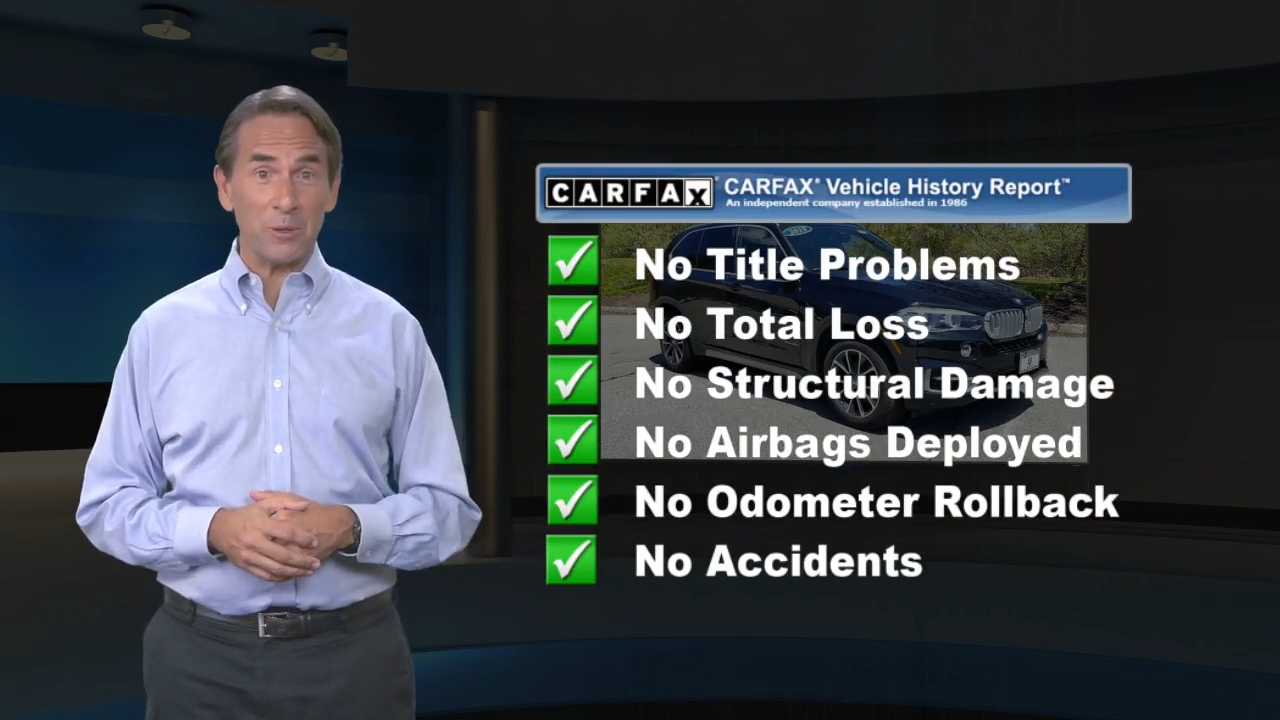 CARFAX® CARFAX® Vehicle History Report™
An independent company established in 1986
2018
No Title Problems
No Total Loss
No Structural Damage
No Airbags Deployed
No Odometer Rollback
No Accidents